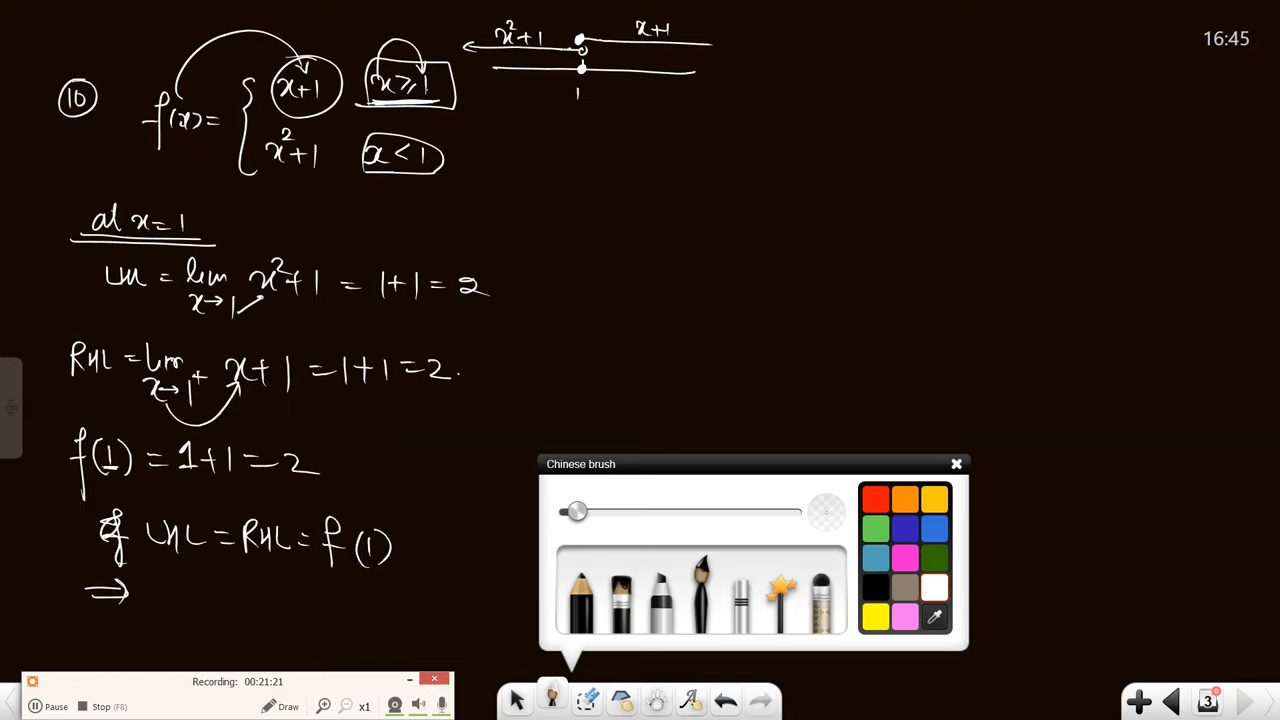 16:45
x²+1 x+1
1
10 f(x) = { x+1 x ≥ 1
x²+1 x < 1
at x = 1
LHL = lim x→1 x²+1 = 1+1 = 2
RHL = lim x→1⁺ x+1 = 1+1 = 2.
f(1) = 1+1 = 2
LHL = RHL = f(1)
⇒
Chinese brush
Recording: 00:21:21
Pause Stop (F8) Draw x1
3